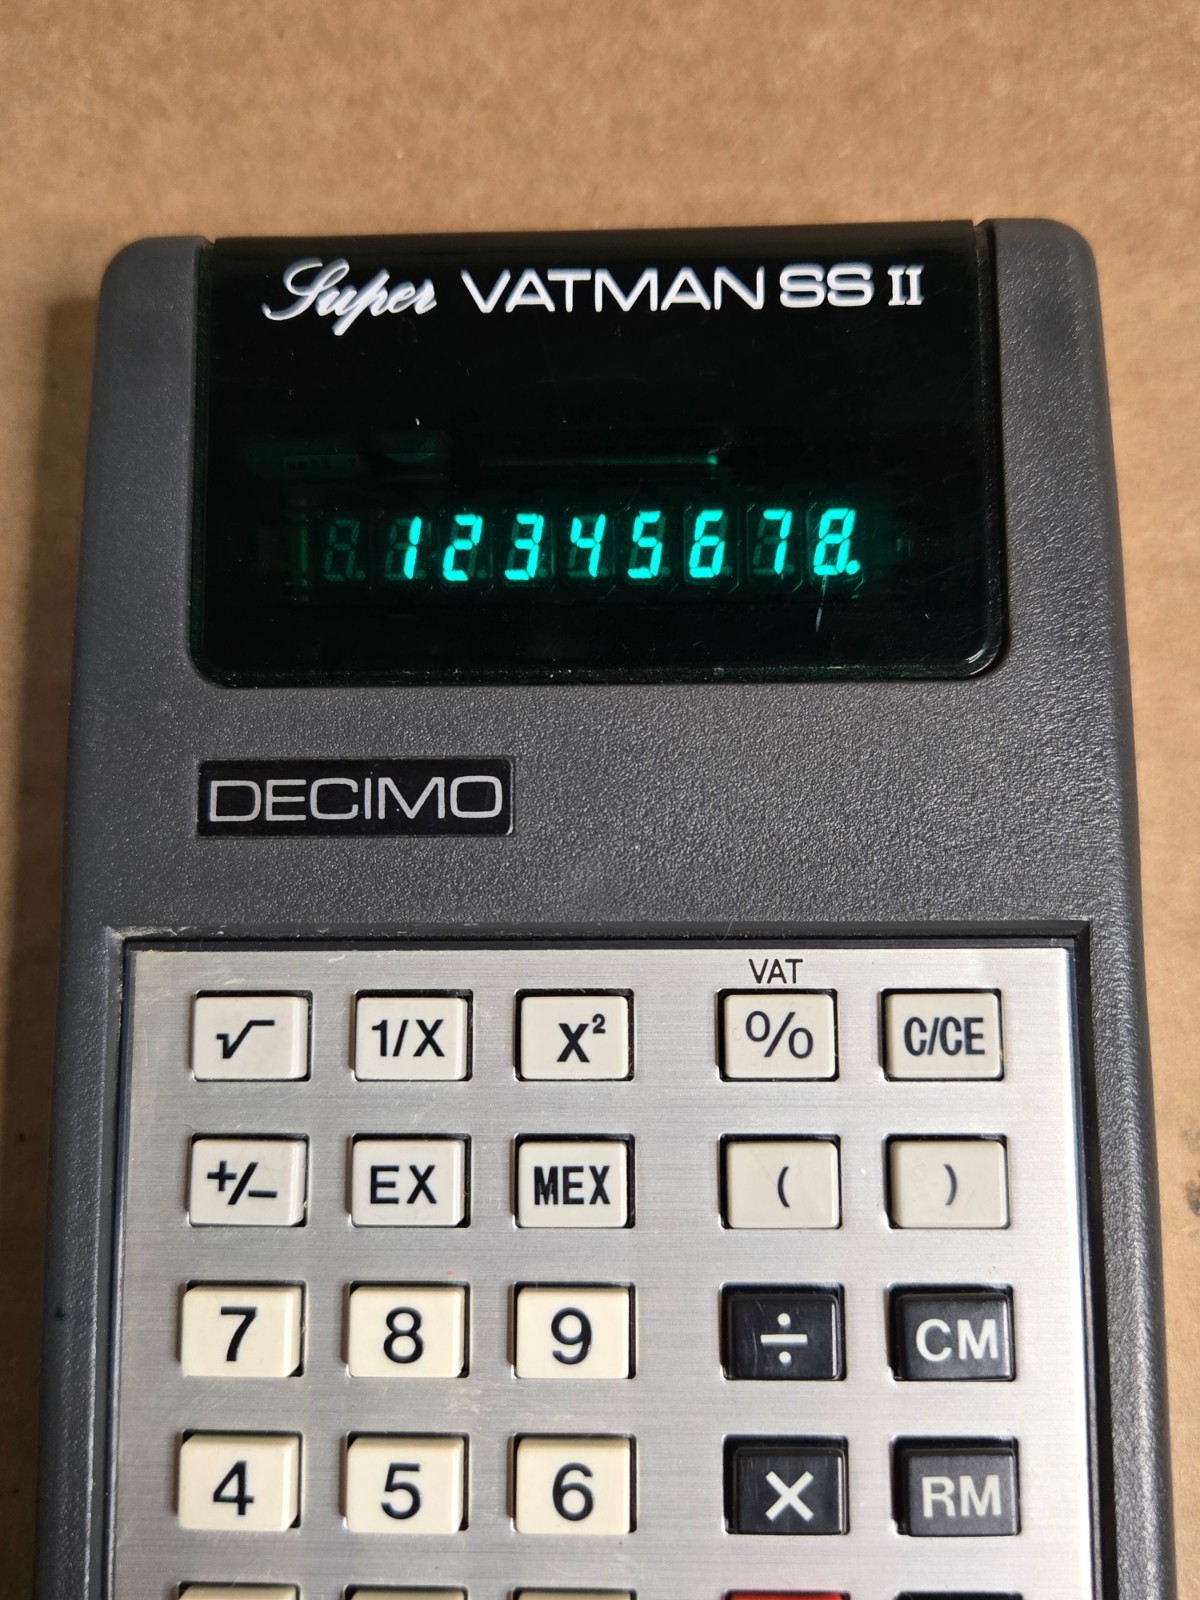 Super VATMAN SS II
12345678.
DECIMO
VAT
√ 1/X X² % C/CE
+/− EX MEX ( )
7 8 9 ÷ CM
4 5 6 × RM